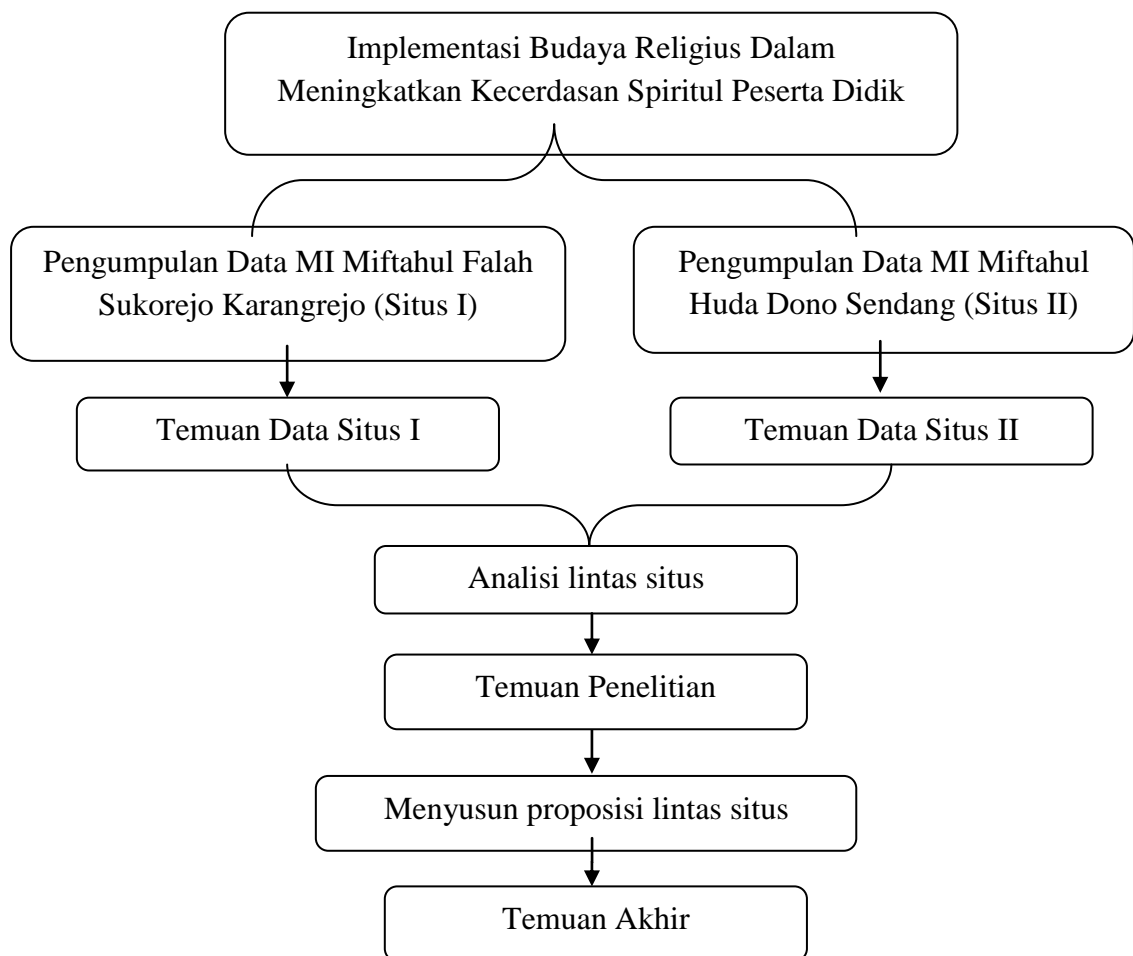 Implementasi Budaya Religius Dalam
Meningkatkan Kecerdasan Spiritul Peserta Didik
Pengumpulan Data MI Miftahul Falah
Sukorejo Karangrejo (Situs I)
Pengumpulan Data MI Miftahul
Huda Dono Sendang (Situs II)
Temuan Data Situs I
Temuan Data Situs II
Analisi lintas situs
Temuan Penelitian
Menyusun proposisi lintas situs
Temuan Akhir